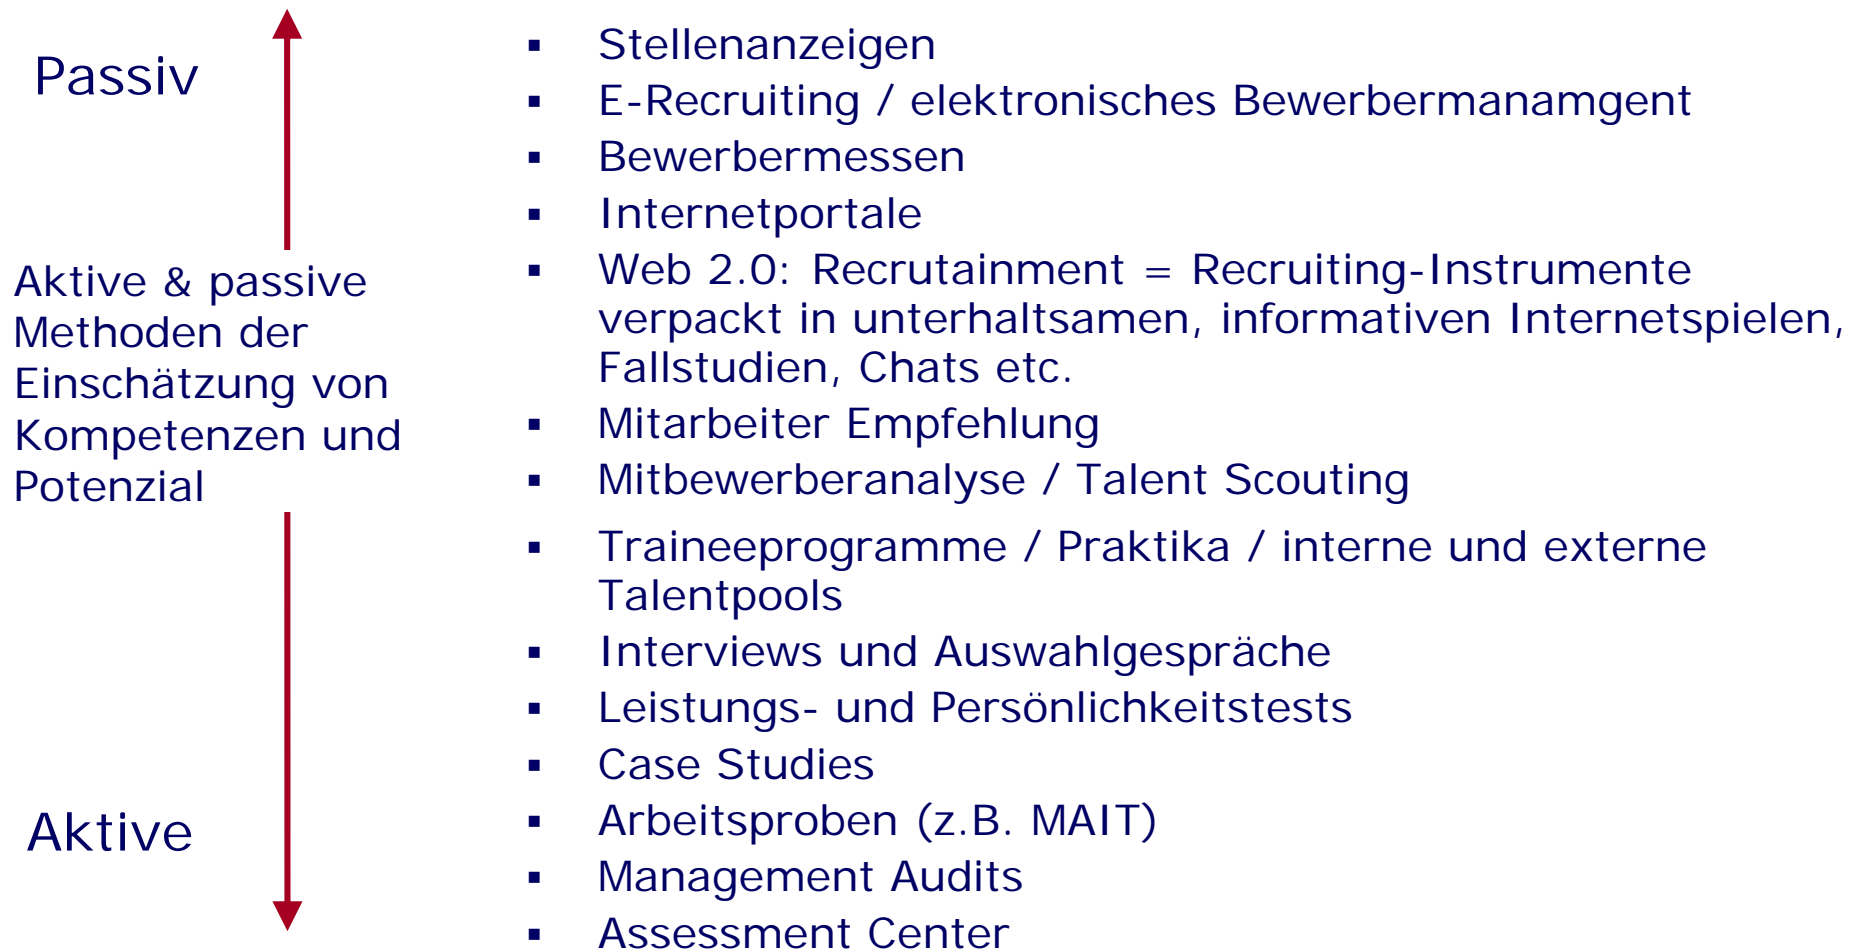 Passiv
Aktive & passive
Methoden der
Einschätzung von
Kompetenzen und
Potenzial
Aktive
▪ Stellenanzeigen
▪ E-Recruiting / elektronisches Bewerbermanamgent
▪ Bewerbermessen
▪ Internetportale
▪ Web 2.0: Recrutainment = Recruiting-Instrumente
verpackt in unterhaltsamen, informativen Internetspielen,
Fallstudien, Chats etc.
▪ Mitarbeiter Empfehlung
▪ Mitbewerberanalyse / Talent Scouting
▪ Traineeprogramme / Praktika / interne und externe
Talentpools
▪ Interviews und Auswahlgespräche
▪ Leistungs- und Persönlichkeitstests
▪ Case Studies
▪ Arbeitsproben (z.B. MAIT)
▪ Management Audits
▪ Assessment Center